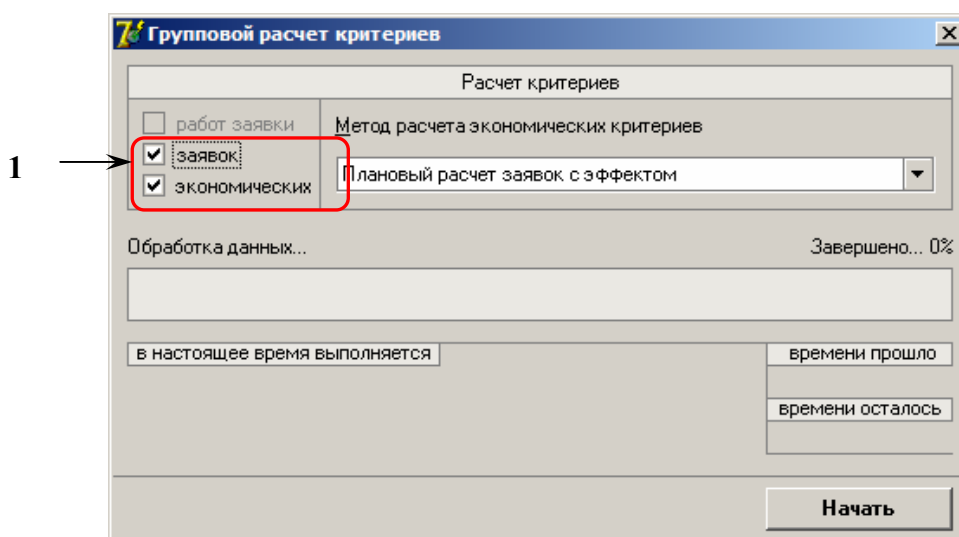 Групповой расчет критериев
Расчет критериев
работ заявки
Метод расчета экономических критериев
1
заявок
экономических
Плановый расчет заявок с эффектом
Обработка данных...
Завершено... 0%
в настоящее время выполняется
времени прошло
времени осталось
Начать